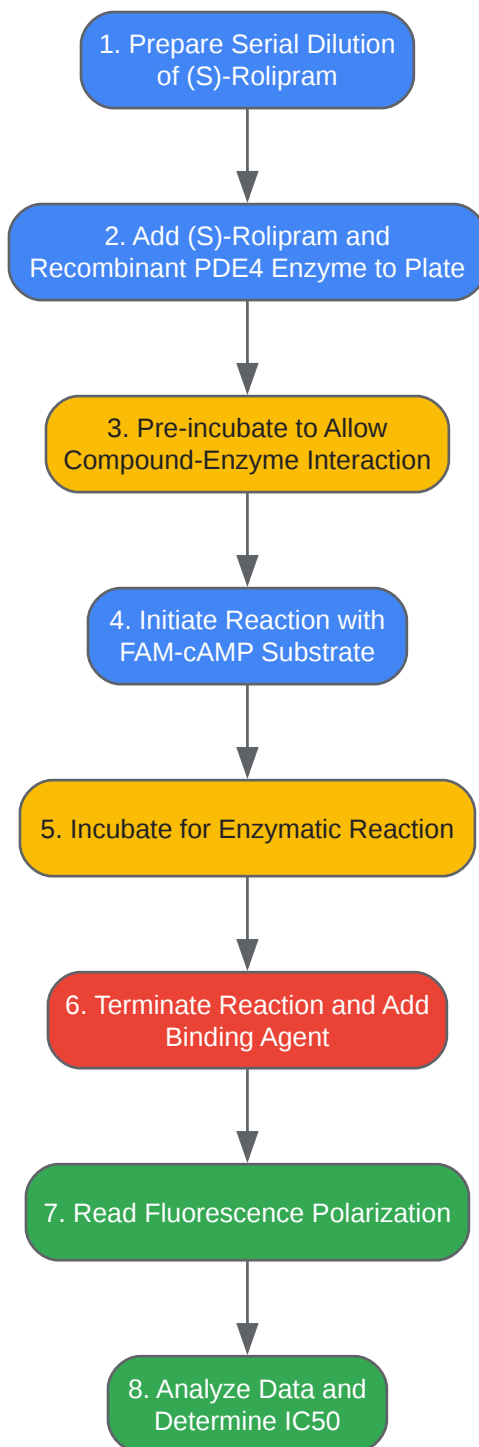 1. Prepare Serial Dilution
of (S)-Rolipram
2. Add (S)-Rolipram and
Recombinant PDE4 Enzyme to Plate
3. Pre-incubate to Allow
Compound-Enzyme Interaction
4. Initiate Reaction with
FAM-cAMP Substrate
5. Incubate for Enzymatic Reaction
6. Terminate Reaction and Add
Binding Agent
7. Read Fluorescence Polarization
8. Analyze Data and
Determine IC50